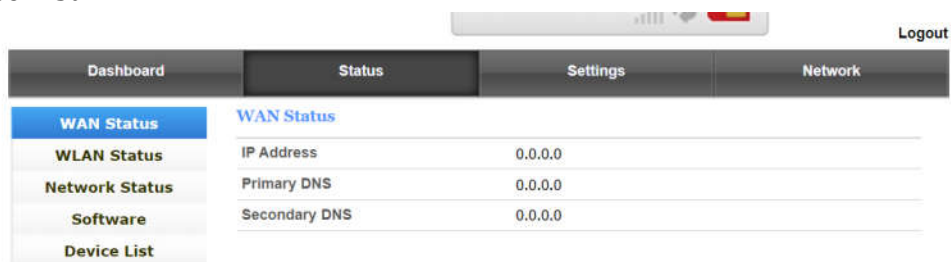 Logout
Dashboard Status Settings Network
WAN Status
WLAN Status
Network Status
Software
Device List
WAN Status
IP Address 0.0.0.0
Primary DNS 0.0.0.0
Secondary DNS 0.0.0.0